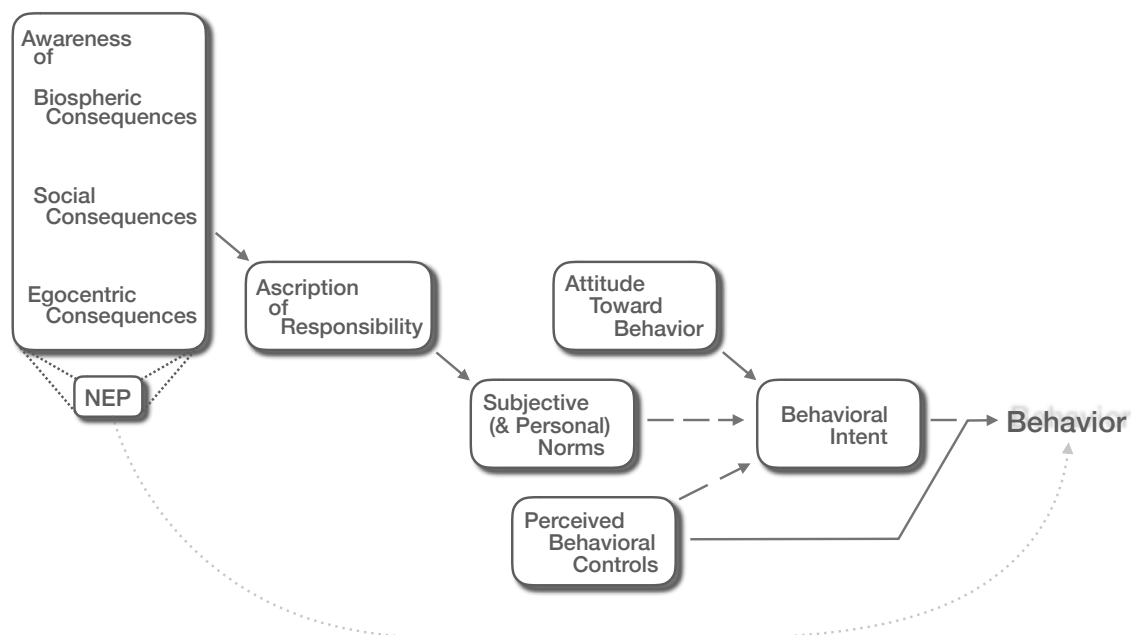 Awareness
of
Biospheric
Consequences
Social
Consequences
Egocentric
Consequences
NEP
Ascription
of
Responsibility
Subjective
(& Personal)
Norms
Attitude
Toward
Behavior
Perceived
Behavioral
Controls
Behavioral
Intent
Behavior